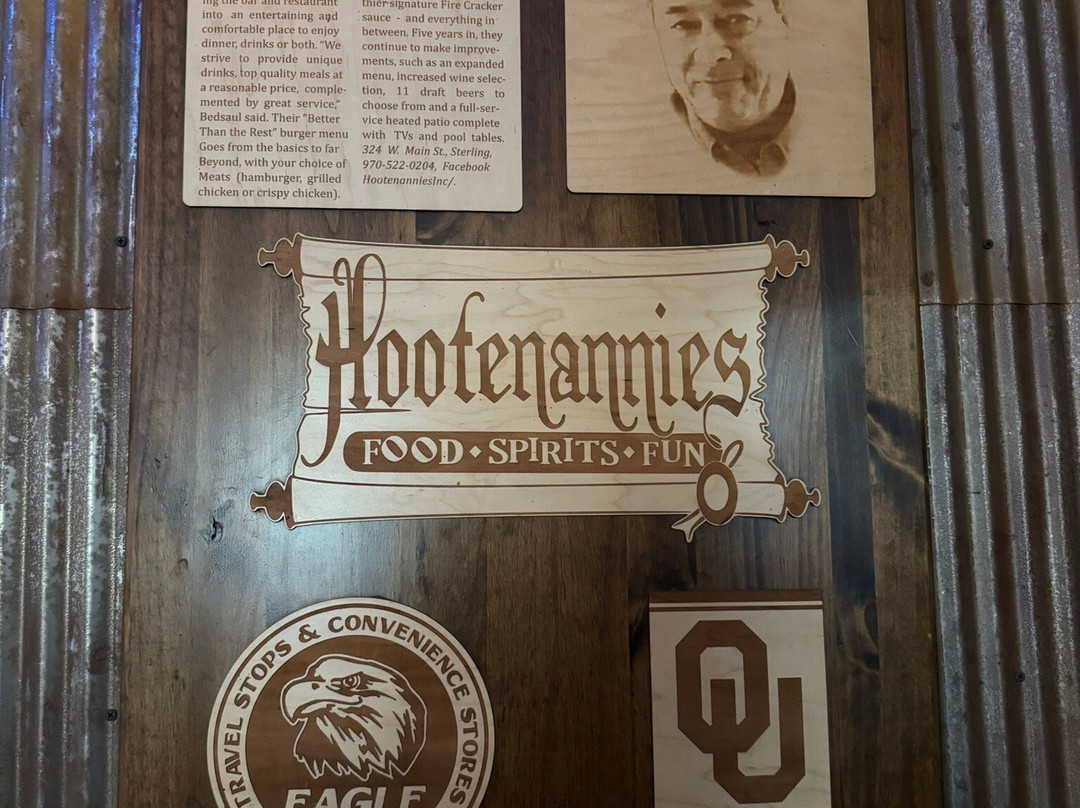 ing the bar and restaurant
into an entertaining and
comfortable place to enjoy
dinner, drinks or both. "We
strive to provide unique
drinks, top quality meals at
a reasonable price, comple-
mented by great service,"
Bedsaul said. Their "Better
Than the Rest" burger menu
Goes from the basics to far
Beyond, with your choice of
Meats (hamburger, grilled
chicken or crispy chicken).
thier signature Fire Cracker
sauce - and everything in
between. Five years in, they
continue to make improve-
ments, such as an expanded
menu, increased wine selec-
tion, 11 draft beers to
choose from and a full-ser-
vice heated patio complete
with TVs and pool tables.
324 W. Main St., Sterling,
970-522-0204, Facebook
HootenanniesInc/.
Hootenannies
FOOD • SPIRITS • FUN
TRAVEL STOPS & CONVENIENCE STORES
EAGLE
OU